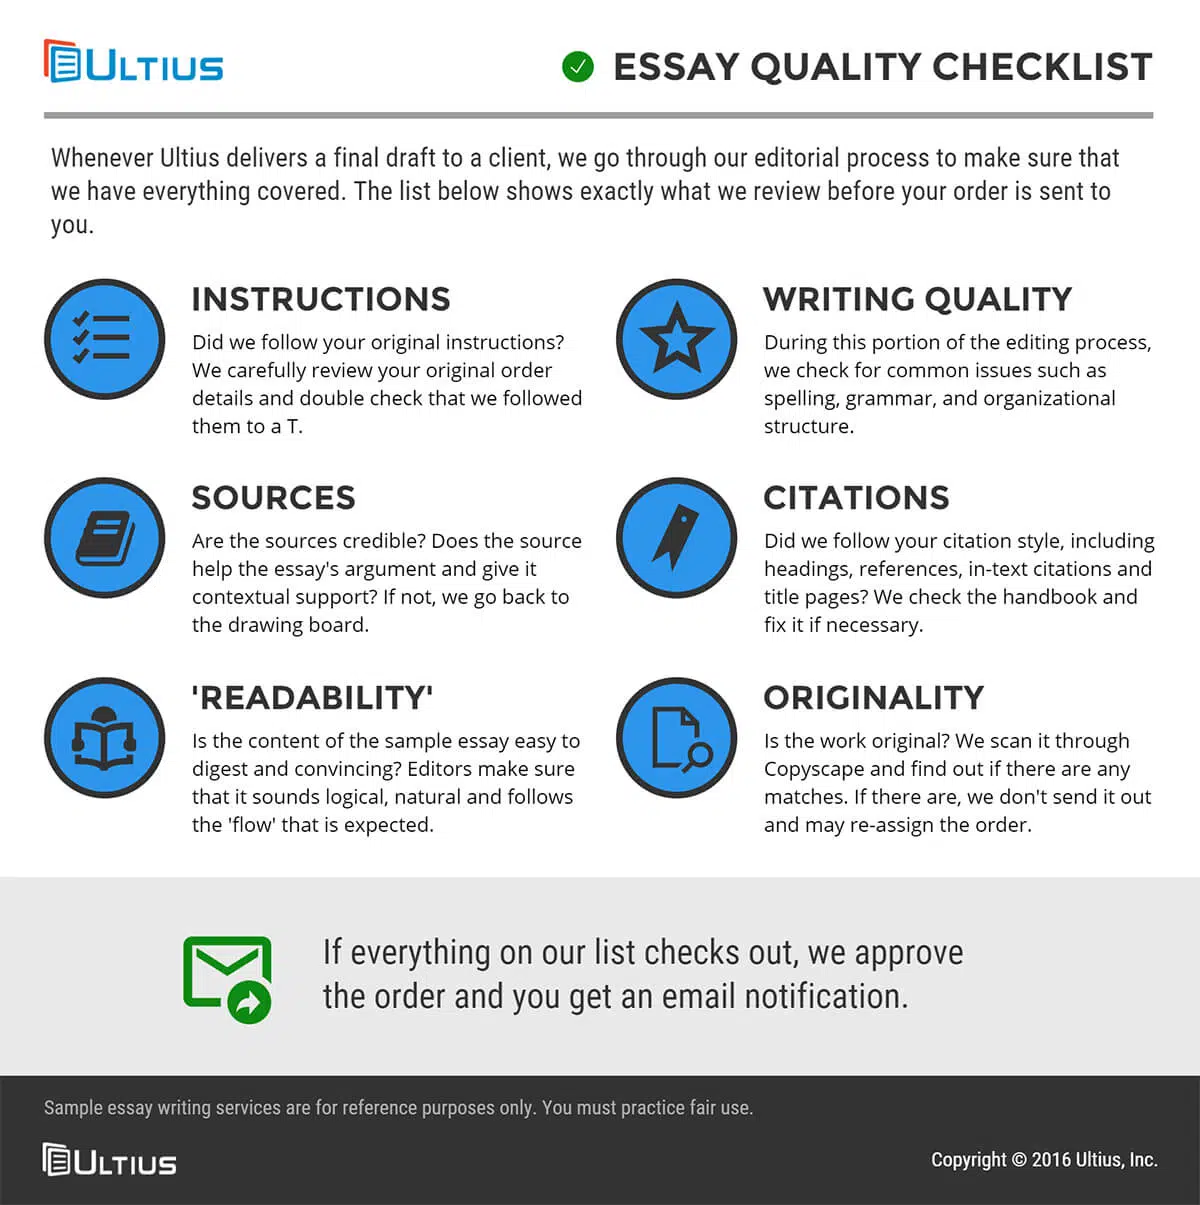 ULTIUS
ESSAY QUALITY CHECKLIST
Whenever Ultius delivers a final draft to a client, we go through our editorial process to make sure that
we have everything covered. The list below shows exactly what we review before your order is sent to
you.
INSTRUCTIONS
Did we follow your original instructions?
We carefully review your original order
details and double check that we followed
them to a T.
WRITING QUALITY
During this portion of the editing process,
we check for common issues such as
spelling, grammar, and organizational
structure.
SOURCES
Are the sources credible? Does the source
help the essay's argument and give it
contextual support? If not, we go back to
the drawing board.
CITATIONS
Did we follow your citation style, including
headings, references, in-text citations and
title pages? We check the handbook and
fix it if necessary.
'READABILITY'
Is the content of the sample essay easy to
digest and convincing? Editors make sure
that it sounds logical, natural and follows
the 'flow' that is expected.
ORIGINALITY
Is the work original? We scan it through
Copyscape and find out if there are any
matches. If there are, we don't send it out
and may re-assign the order.
If everything on our list checks out, we approve
the order and you get an email notification.
Sample essay writing services are for reference purposes only. You must practice fair use.
ULTIUS
Copyright © 2016 Ultius, Inc.